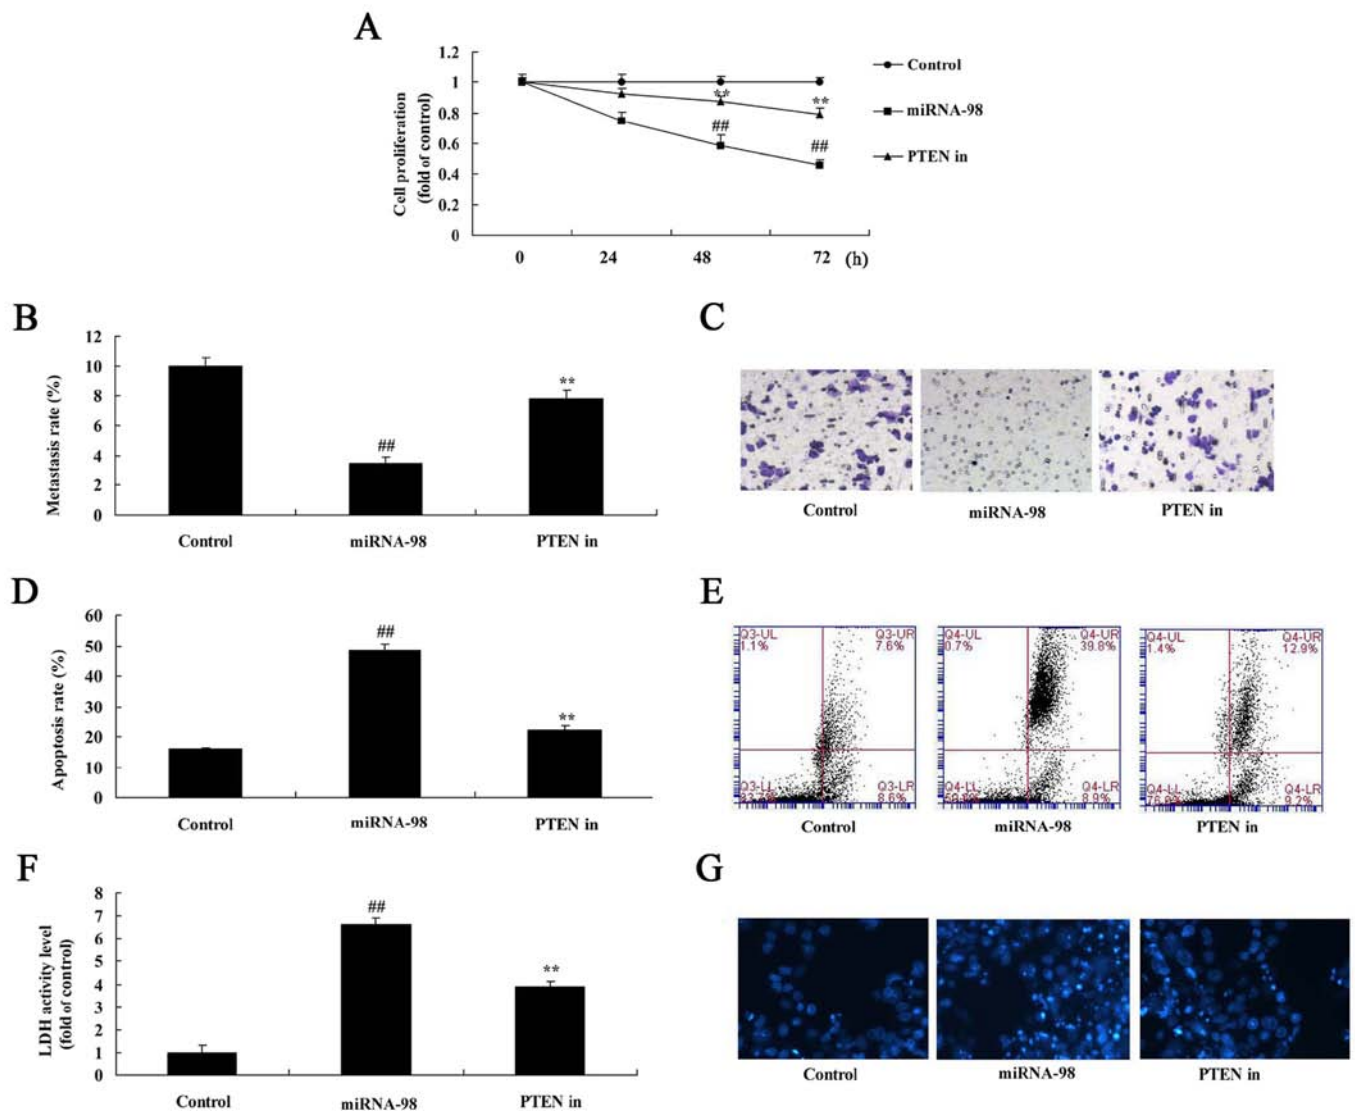 A
1.2
1
0.8
0.6
0.4
0.2
0
Cell proliferation
(fold of control)
**
**
##
##
0 24 48 72 (h)
Control
miRNA-98
PTEN in
B
12
10
8
6
4
2
0
Metastasis rate (%)
##
**
Control miRNA-98 PTEN in
C
Control miRNA-98 PTEN in
D
60
50
40
30
20
10
0
Apoptosis rate (%)
##
**
Control miRNA-98 PTEN in
E
Q3-UL Q3-UR
1.1% 7.6%
Q3-LL Q3-LR
8.6%
Q4-UL Q4-UR
0.7% 39.8%
Q4-LL Q4-LR
8.9%
Q4-UL Q4-UR
1.4% 12.9%
Q4-LL Q4-LR
9.2%
Control miRNA-98 PTEN in
F
8
7
6
5
4
3
2
1
0
LDH activity level
(fold of control)
##
**
Control miRNA-98 PTEN in
G
Control miRNA-98 PTEN in